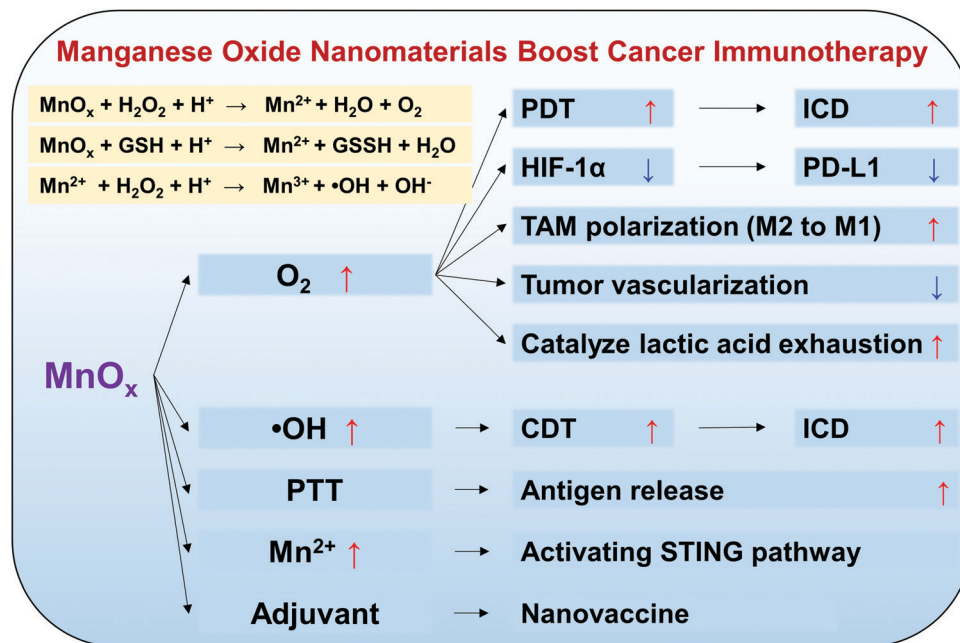 Manganese Oxide Nanomaterials Boost Cancer Immunotherapy
MnOₓ + H₂O₂ + H⁺ → Mn²⁺ + H₂O + O₂
MnOₓ + GSH + H⁺ → Mn²⁺ + GSSH + H₂O
Mn²⁺ + H₂O₂ + H⁺ → Mn³⁺ + •OH + OH⁻
MnOₓ
O₂ ↑
PDT ↑ → ICD ↑
HIF-1α ↓ → PD-L1 ↓
TAM polarization (M2 to M1) ↑
Tumor vascularization ↓
Catalyze lactic acid exhaustion ↑
•OH ↑ → CDT ↑ → ICD ↑
PTT → Antigen release ↑
Mn²⁺ ↑ → Activating STING pathway
Adjuvant → Nanovaccine